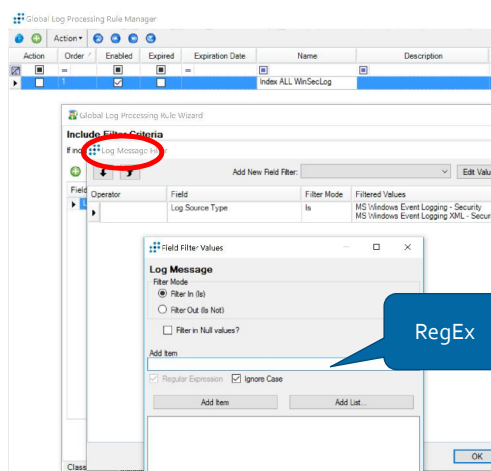 Global Log Processing Rule Manager
Action
Action Order Enabled Expired Expiration Date Name Description
= =
1 Index ALL WinSecLog
Global Log Processing Rule Wizard
Include Filter Criteria
If inc
Log Message Filter
Add New Field Filter: Edit Valu
Field
Operator Field Filter Mode Filtered Values
Log Source Type Is MS Windows Event Logging - Security
MS Windows Event Logging XML - Secur
Field Filter Values
Log Message
Filter Mode
Filter In (Is)
Filter Out (Is Not)
Filter in Null values?
RegEx
Add Item
Regular Expression Ignore Case
Add Item Add List...
OK
Class